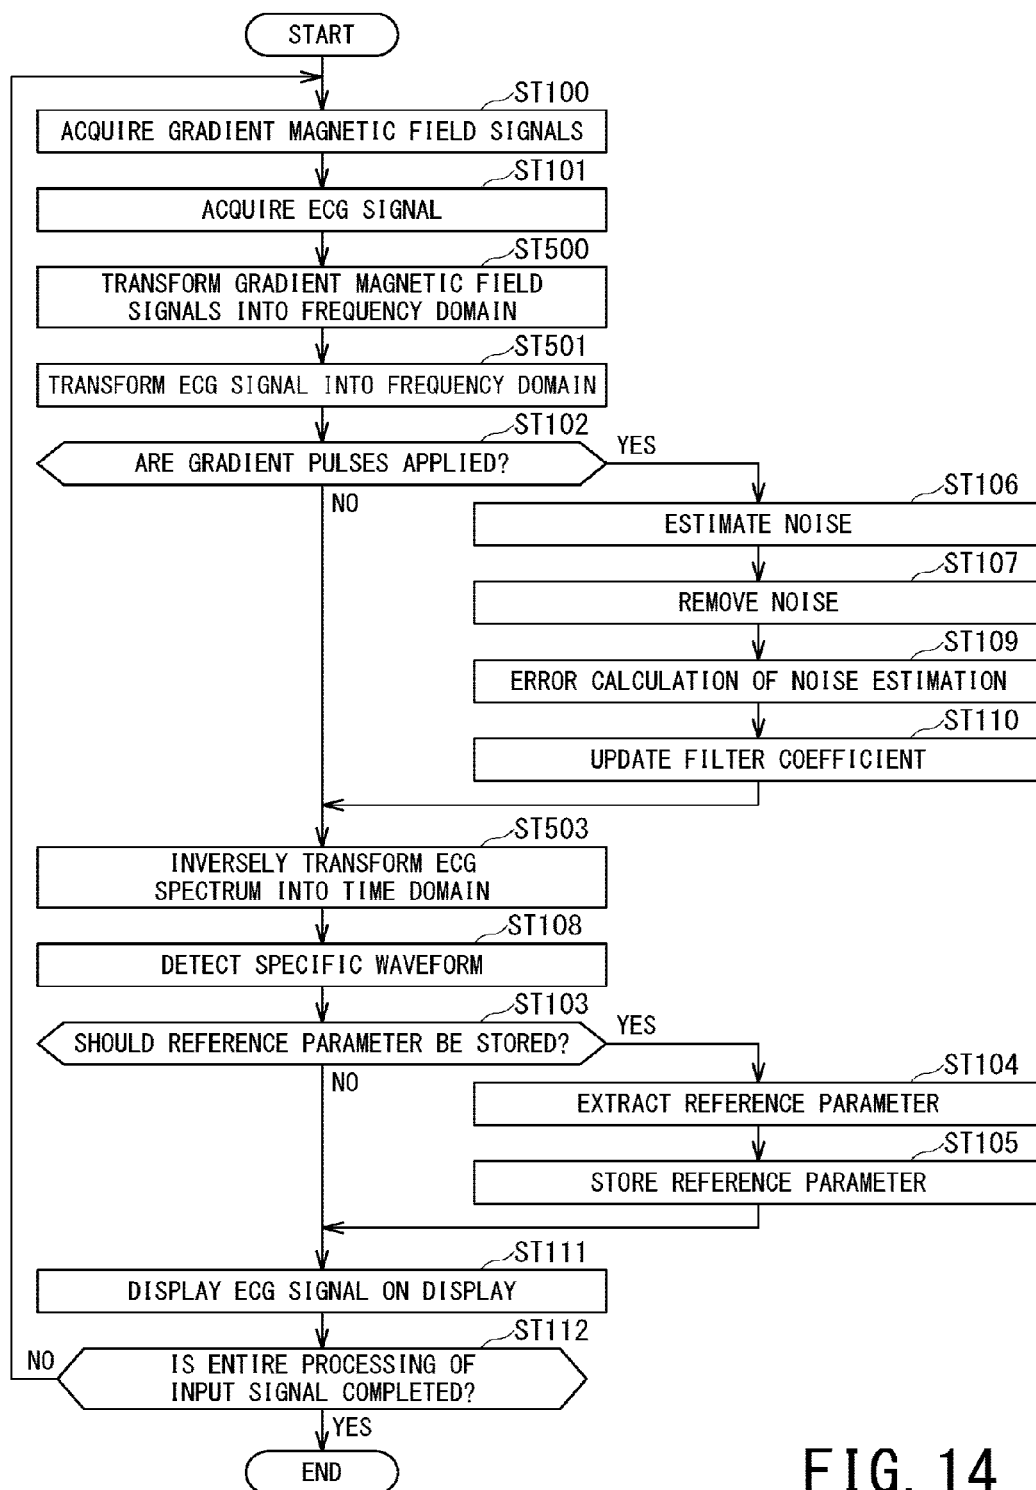 START
ST100
ACQUIRE GRADIENT MAGNETIC FIELD SIGNALS
ST101
ACQUIRE ECG SIGNAL
ST500
TRANSFORM GRADIENT MAGNETIC FIELD
SIGNALS INTO FREQUENCY DOMAIN
ST501
TRANSFORM ECG SIGNAL INTO FREQUENCY DOMAIN
ST102
ARE GRADIENT PULSES APPLIED?
YES
NO
ST106
ESTIMATE NOISE
ST107
REMOVE NOISE
ST109
ERROR CALCULATION OF NOISE ESTIMATION
ST110
UPDATE FILTER COEFFICIENT
ST503
INVERSELY TRANSFORM ECG
SPECTRUM INTO TIME DOMAIN
ST108
DETECT SPECIFIC WAVEFORM
ST103
SHOULD REFERENCE PARAMETER BE STORED?
YES
NO
ST104
EXTRACT REFERENCE PARAMETER
ST105
STORE REFERENCE PARAMETER
ST111
DISPLAY ECG SIGNAL ON DISPLAY
ST112
NO
IS ENTIRE PROCESSING OF
INPUT SIGNAL COMPLETED?
YES
END
FIG. 14